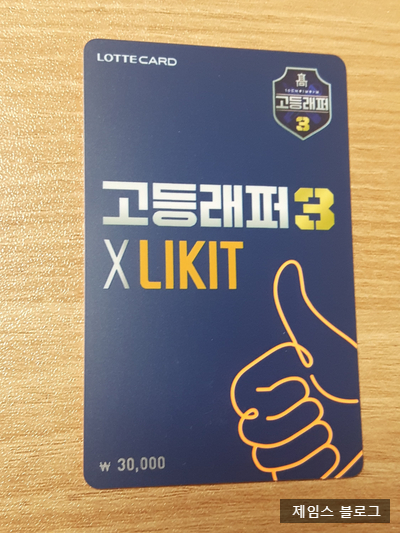 LOTTECARD
高
고등래퍼
3
고등래퍼3
X LIKIT
₩ 30,000
제임스 블로그